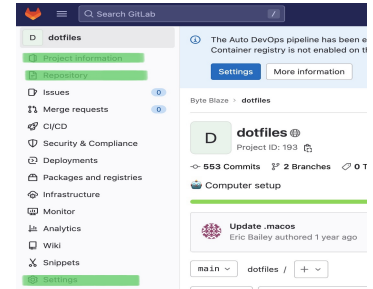 Search GitLab /
D dotfiles
Project information
Repository
Issues 0
Merge requests 0
CI/CD
Security & Compliance
Deployments
Packages and registries
Infrastructure
Monitor
Analytics
Wiki
Snippets
Settings
The Auto DevOps pipeline has been e
Container registry is not enabled on th
Settings More information
Byte Blaze > dotfiles
D dotfiles
Project ID: 193
553 Commits 2 Branches 0 T
Computer setup
Update .macos
Eric Bailey authored 1 year ago
main dotfiles / +